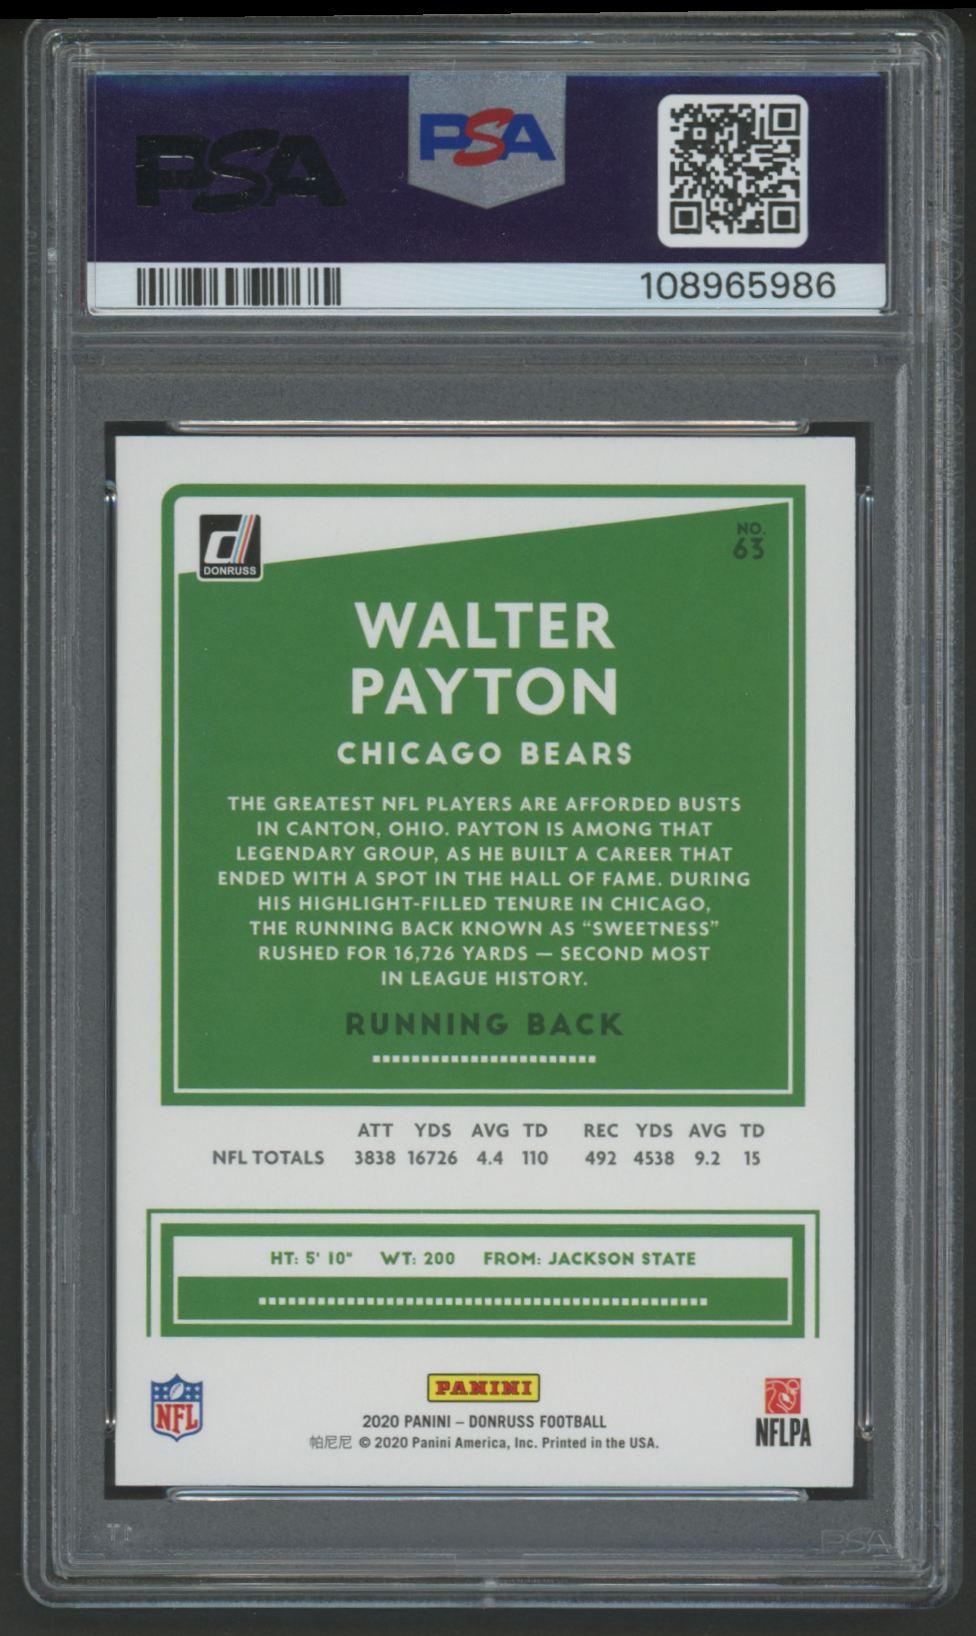 PSA
PSA
108965986
DONRUSS
NO.
63
WALTER
PAYTON
CHICAGO BEARS
THE GREATEST NFL PLAYERS ARE AFFORDED BUSTS
IN CANTON, OHIO. PAYTON IS AMONG THAT
LEGENDARY GROUP, AS HE BUILT A CAREER THAT
ENDED WITH A SPOT IN THE HALL OF FAME. DURING
HIS HIGHLIGHT-FILLED TENURE IN CHICAGO,
THE RUNNING BACK KNOWN AS “SWEETNESS”
RUSHED FOR 16,726 YARDS — SECOND MOST
IN LEAGUE HISTORY.
RUNNING BACK
ATT YDS AVG TD REC YDS AVG TD
NFL TOTALS 3838 16726 4.4 110 492 4538 9.2 15
HT: 5' 10" WT: 200 FROM: JACKSON STATE
NFL
PANINI
2020 PANINI – DONRUSS FOOTBALL
帕尼尼 © 2020 Panini America, Inc. Printed in the USA.
NFLPA
PSA